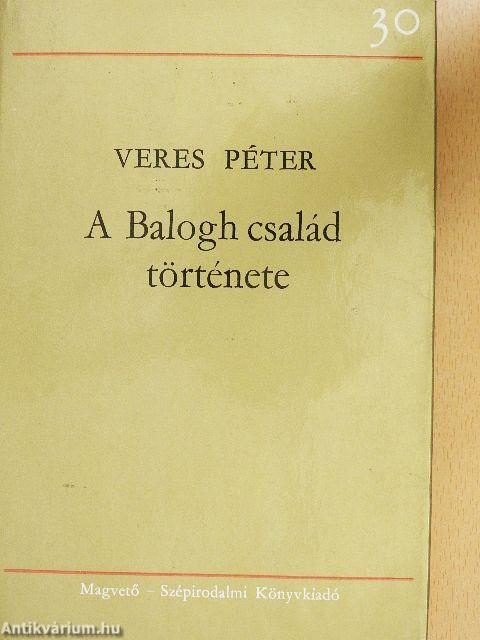 30
VERES PÉTER
A Balogh család
története
Magvető – Szépirodalmi Könyvkiadó
Antikvárium.hu